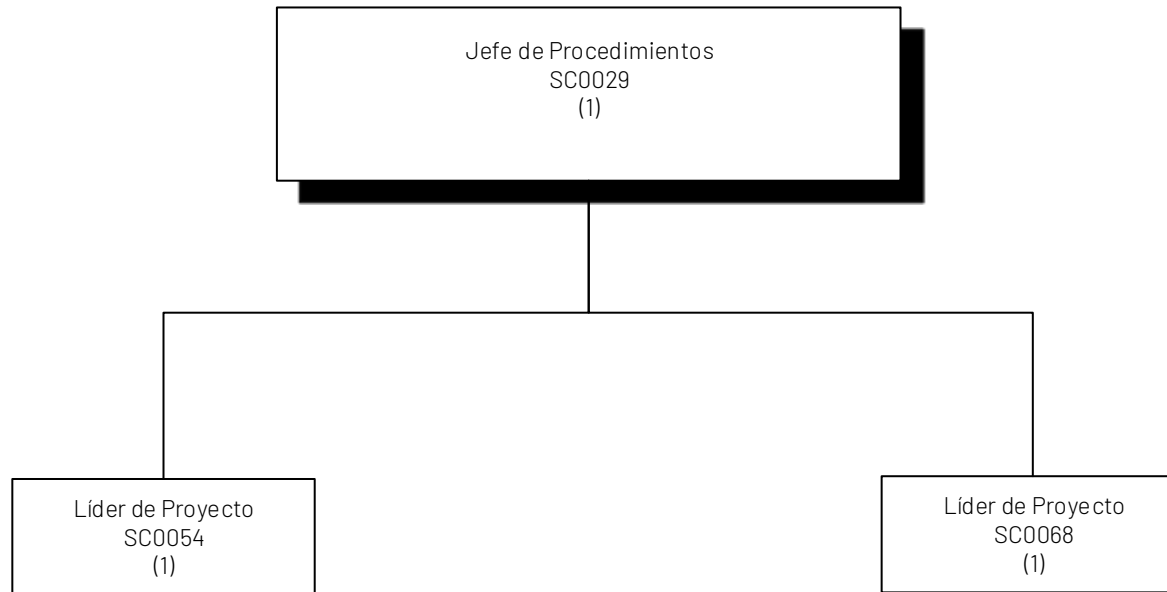 Jefe de Procedimientos
SC0029
(1)
Líder de Proyecto
SC0054
(1)
Líder de Proyecto
SC0068
(1)